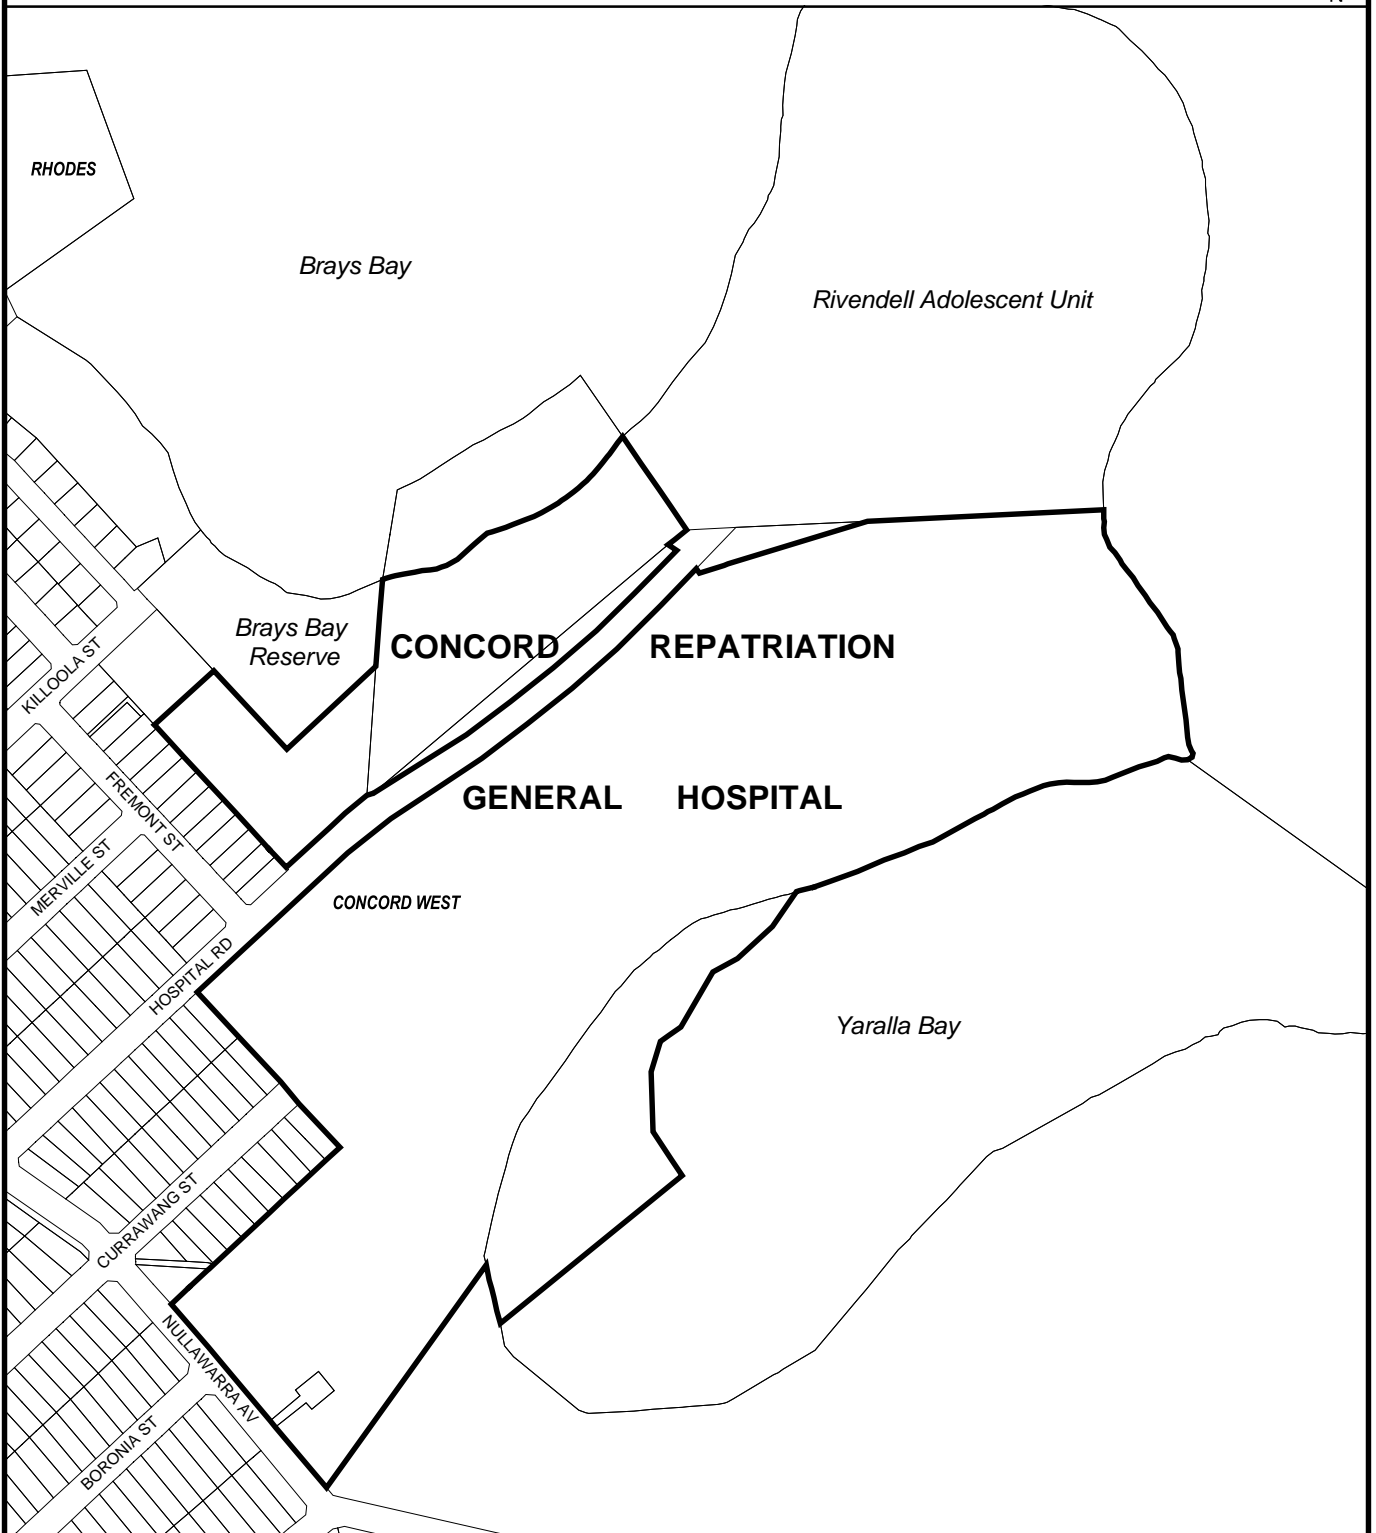 RHODES
Brays Bay
Rivendell Adolescent Unit
Brays Bay
Reserve
CONCORD REPATRIATION
KILLOOLA ST
FREMONT ST
GENERAL HOSPITAL
MERVILLE ST
CONCORD WEST
HOSPITAL RD
Yaralla Bay
CURRAWANG ST
NULLAWARRA AV
BORONIA ST